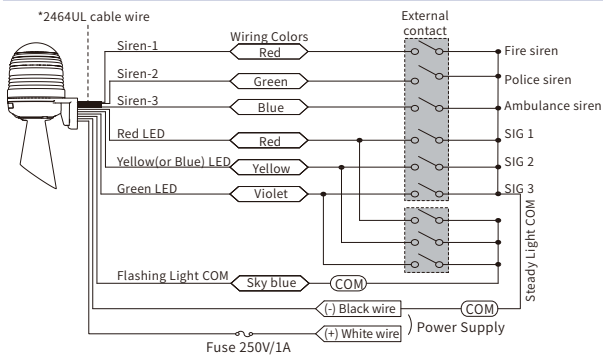 *2464UL cable wire
Wiring Colors
External
contact
Siren-1
Red
Fire siren
Siren-2
Green
Police siren
Siren-3
Blue
Ambulance siren
Red LED
Red
SIG 1
Yellow(or Blue) LED
Yellow
SIG 2
Green LED
Violet
SIG 3
Steady Light COM
Flashing Light COM
Sky blue
COM
(-) Black wire
COM
(+) White wire
Power Supply
Fuse 250V/1A